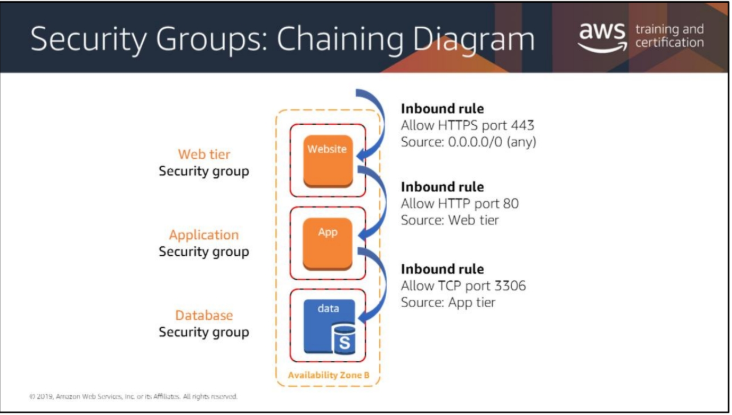 Security Groups: Chaining Diagram
aws training and
certification
Inbound rule
Allow HTTPS port 443
Source: 0.0.0.0/0 (any)
Website
Web tier
Security group
Inbound rule
Allow HTTP port 80
Source: Web tier
App
Application
Security group
Inbound rule
Allow TCP port 3306
Source: App tier
data
S
Database
Security group
Availability Zone B
© 2019, Amazon Web Services, Inc. or its Affiliates. All rights reserved.